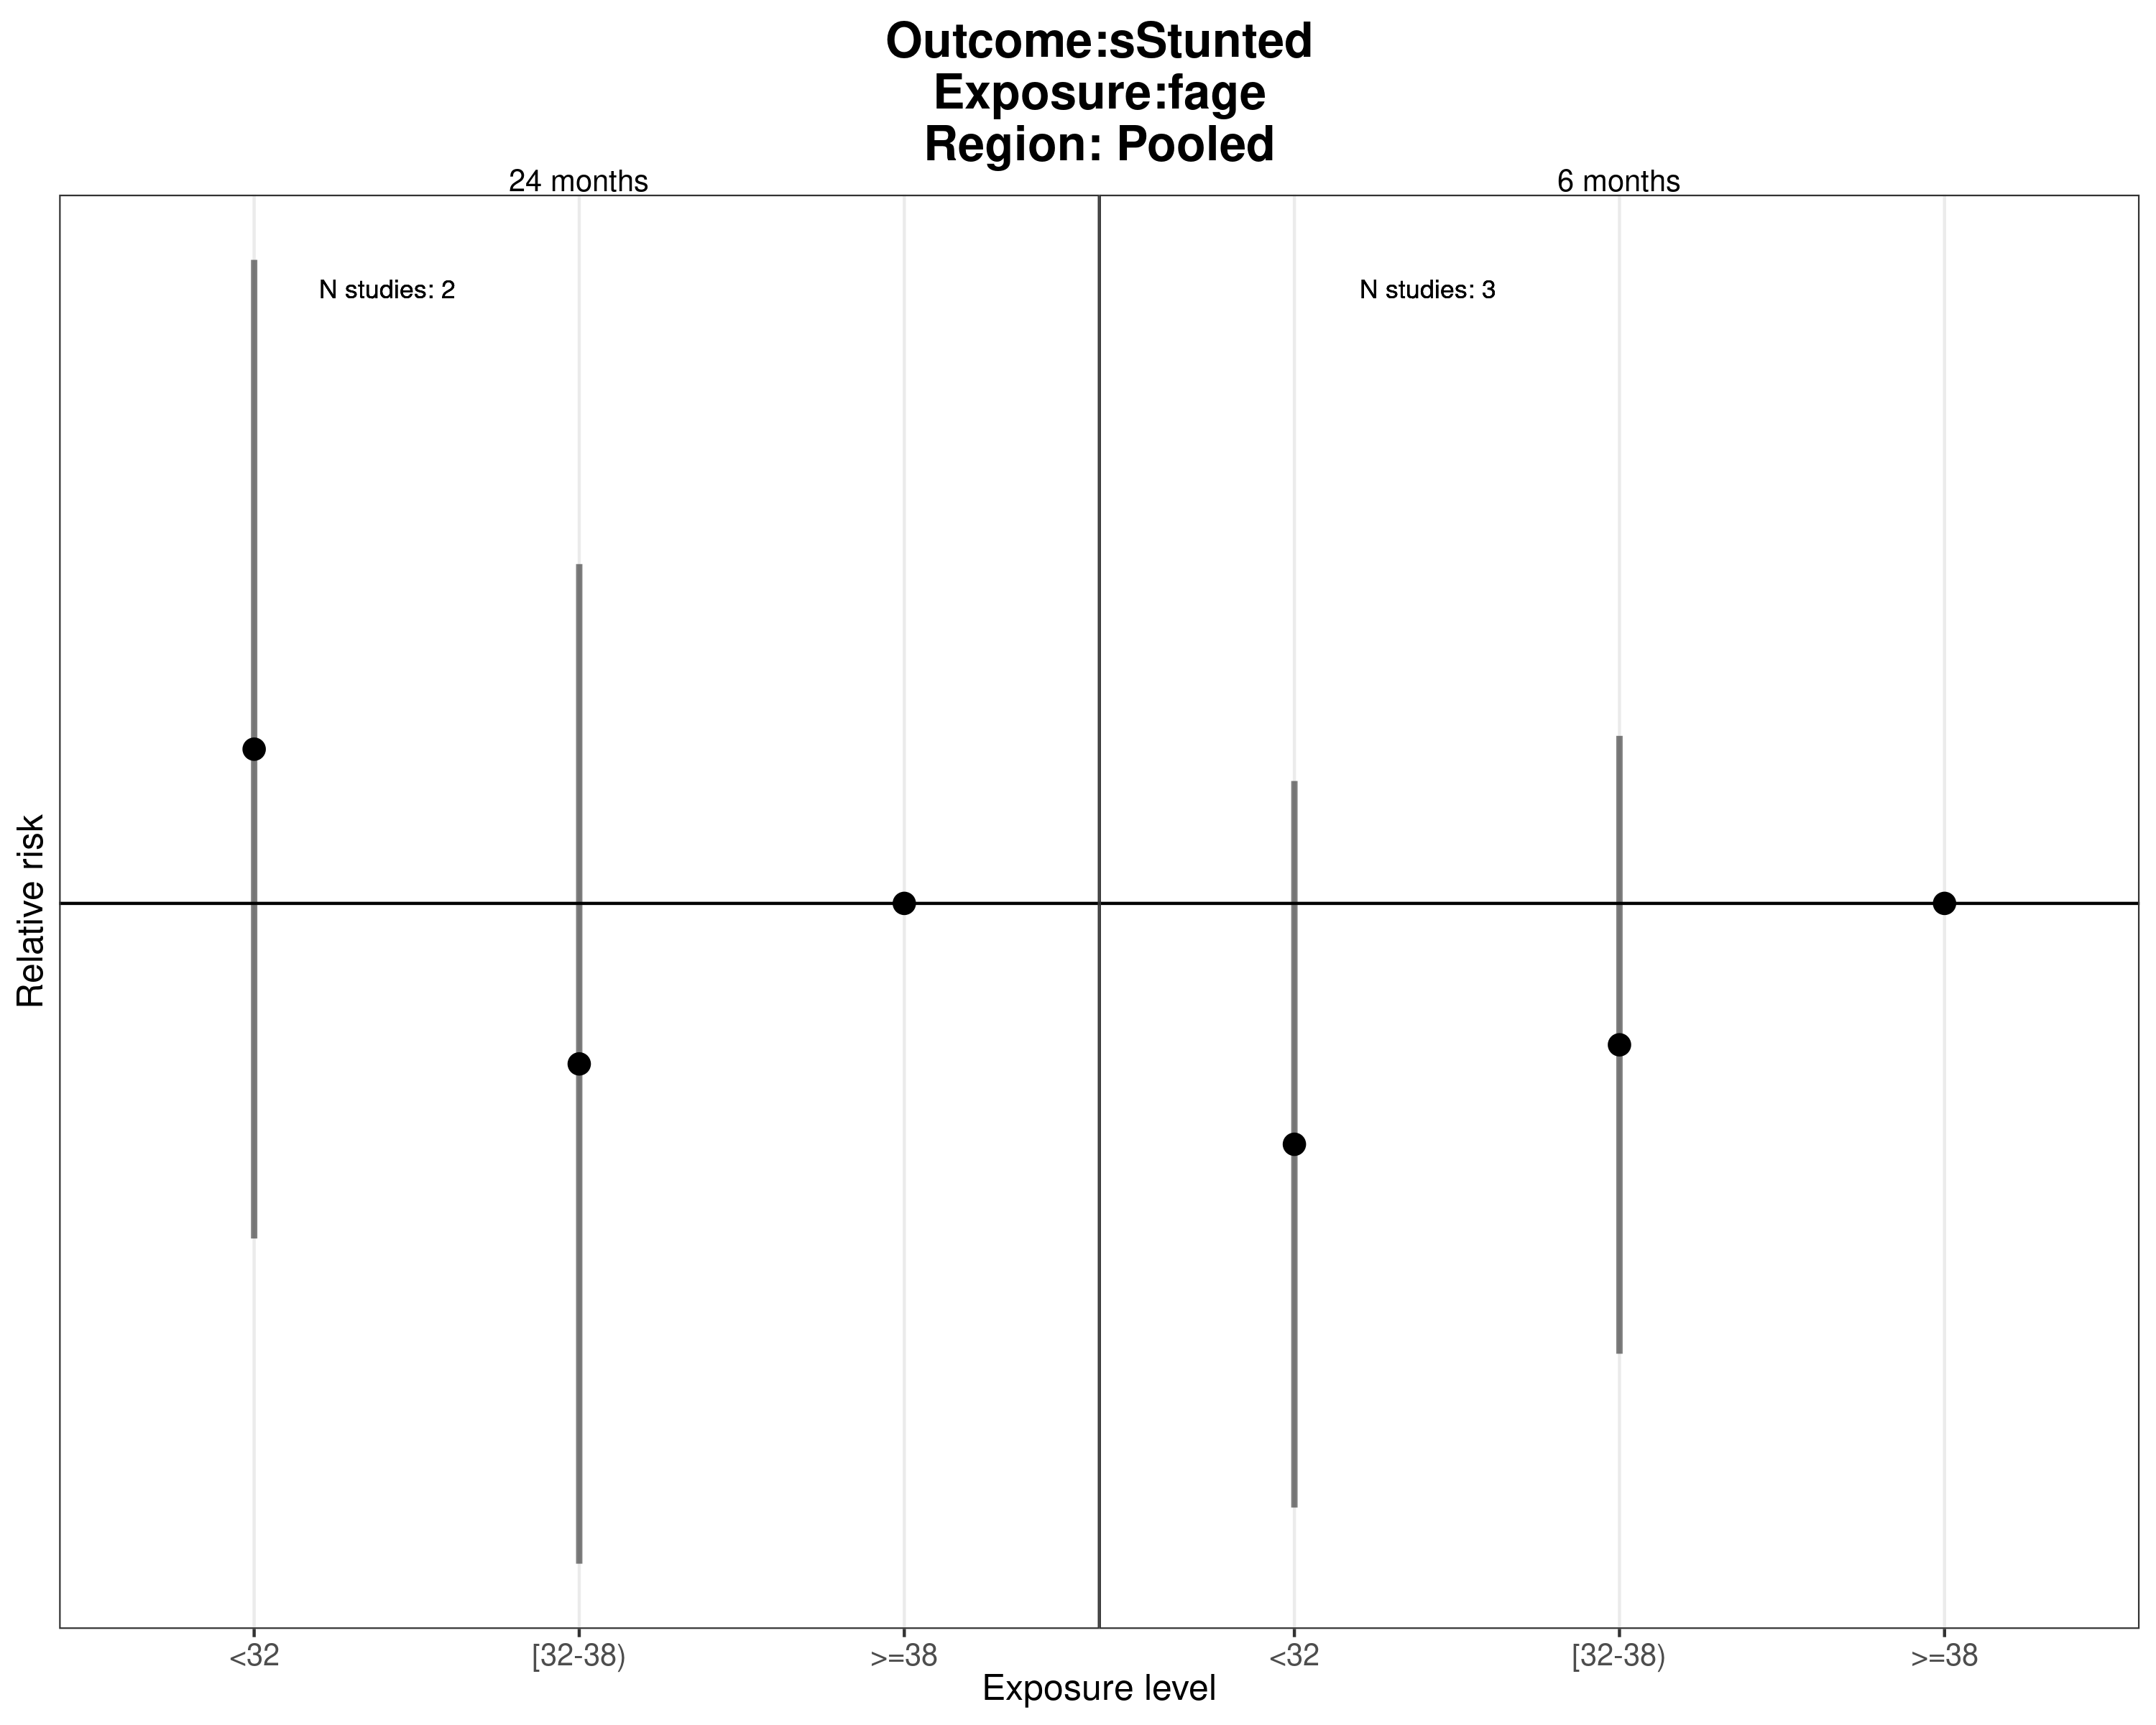 Outcome:sStunted
Exposure:fage
Region: Pooled
24 months
6 months
N studies: 2
N studies: 3
Relative risk
<32
[32-38)
>=38
<32
[32-38)
>=38
Exposure level